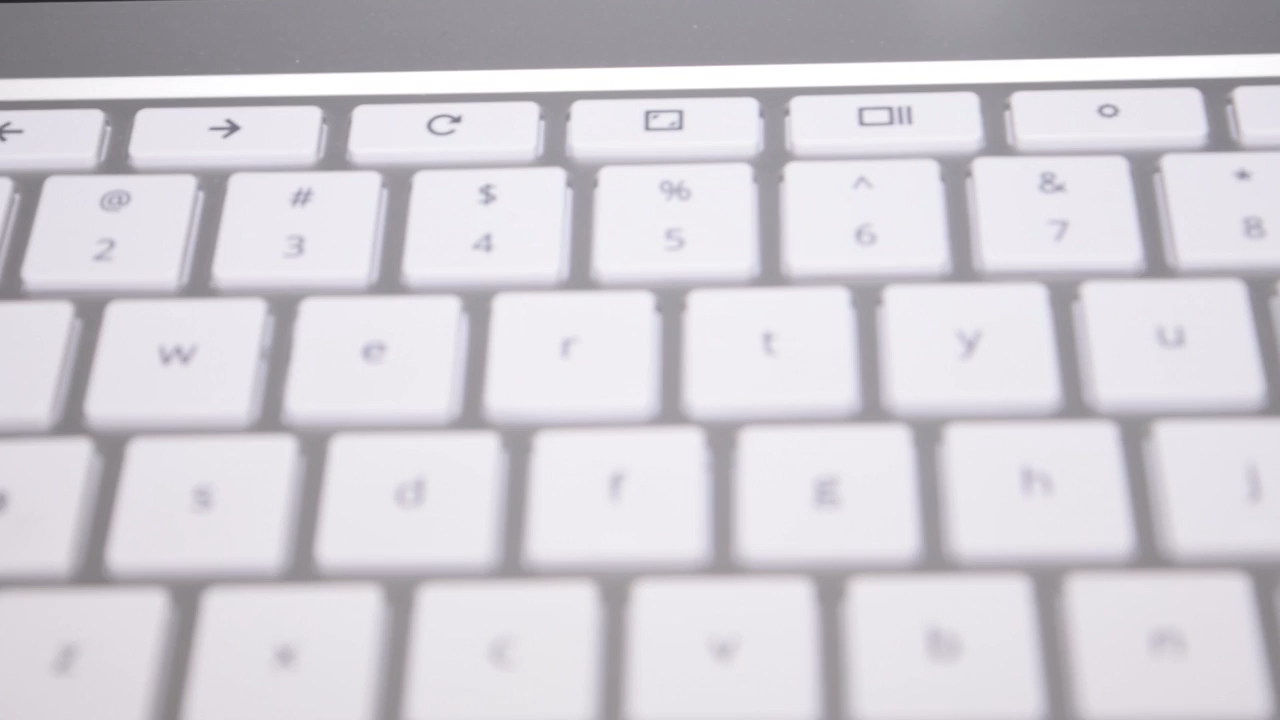 ← → ⟳
@ # $ % ^ & *
2 3 4 5 6 7 8
w e r t y u
s d f g h j
z x c v b n